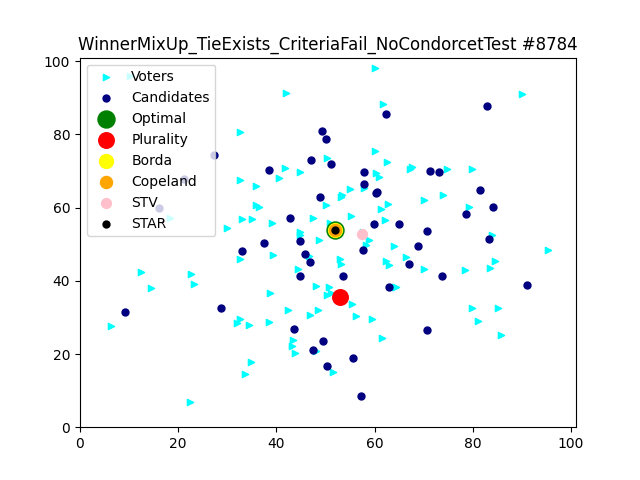 WinnerMixUp_TieExists_CriteriaFail_NoCondorcetTest #8784
100
80
60
40
20
0
0 20 40 60 80 100
Voters
Candidates
Optimal
Plurality
Borda
Copeland
STV
STAR